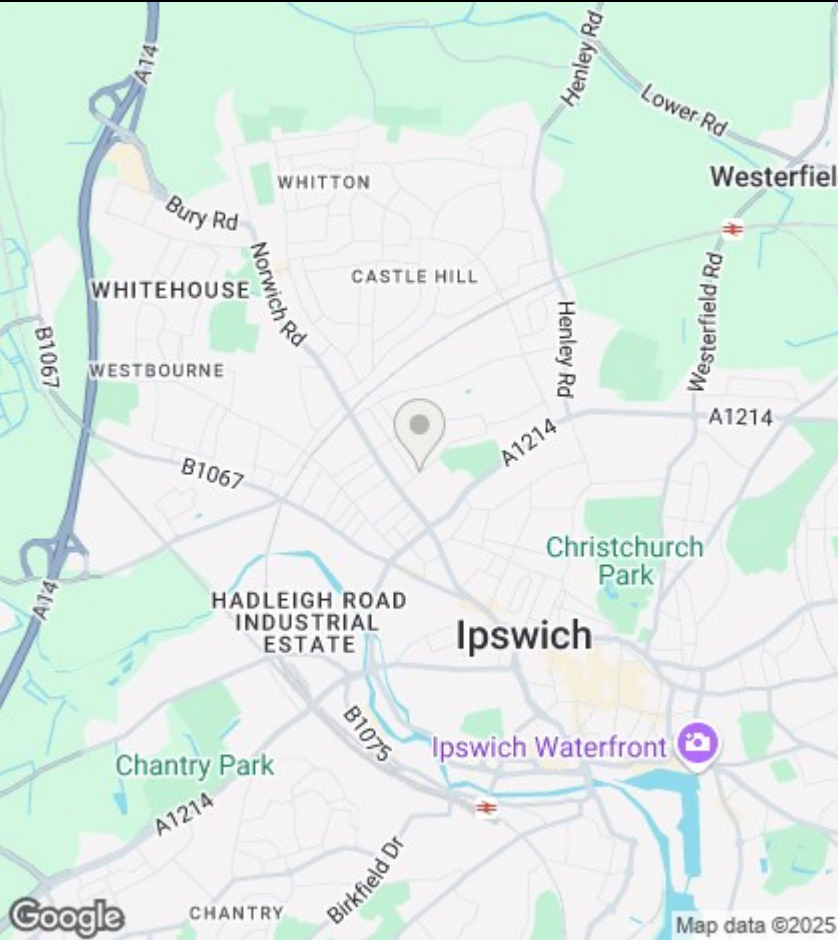 A14
Henley Rd
Lower Rd
WHITTON
Westerfiel
Bury Rd
Norwich Rd
CASTLE HILL
WHITEHOUSE
Westerfield Rd
Henley Rd
B1067
WESTBOURNE
A1214
A1214
B1067
Christchurch
Park
A14
HADLEIGH ROAD
INDUSTRIAL
ESTATE
Ipswich
B1075
Ipswich Waterfront
Chantry Park
A1214
Birkfield Dr
CHANTRY
Google
Map data ©2025